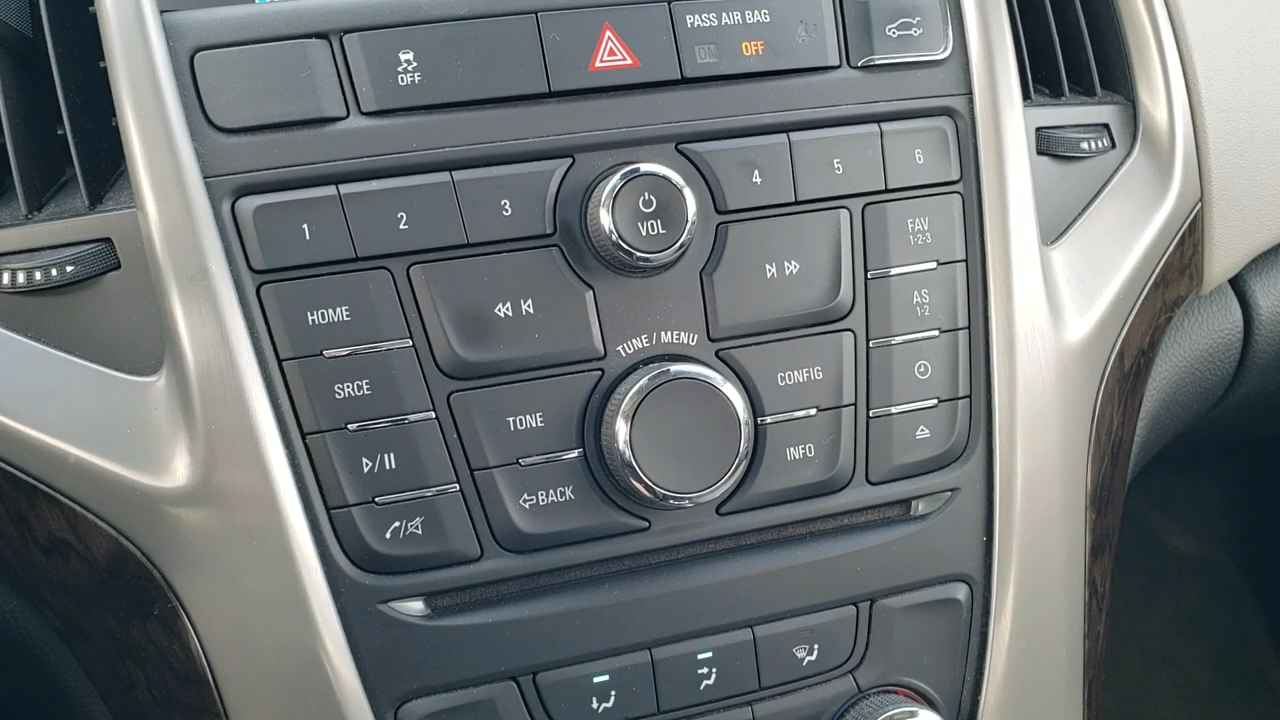 OFF
PASS AIR BAG
ON OFF
1
2
3
VOL
4
5
6
HOME
SRCE
TUNE / MENU
TONE
BACK
CONFIG
INFO
FAV
1-2-3
AS
1-2